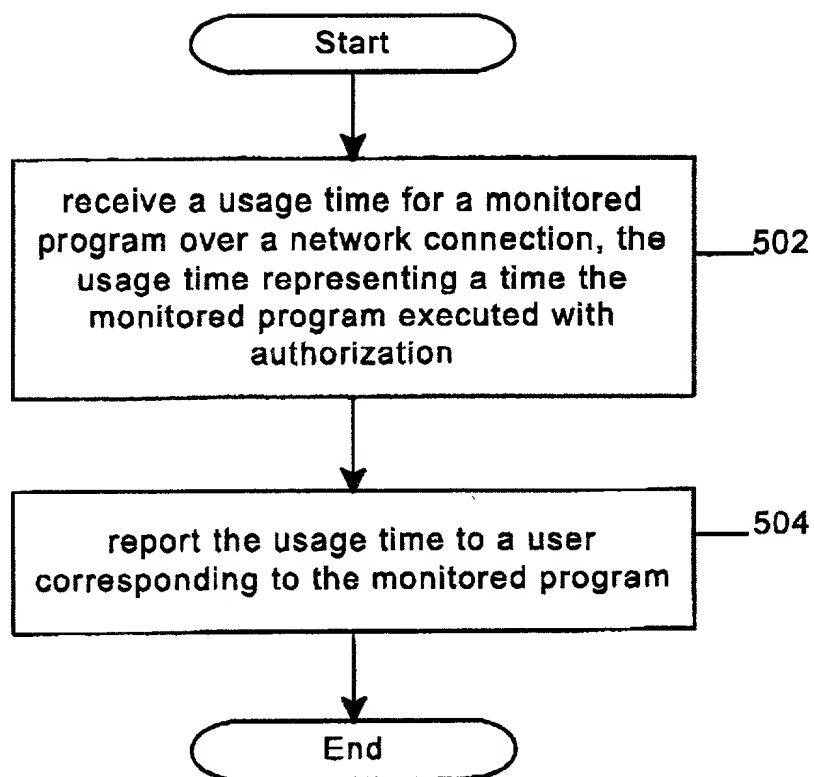 Start
receive a usage time for a monitored
program over a network connection, the
usage time representing a time the
monitored program executed with
authorization
502
report the usage time to a user
corresponding to the monitored program
504
End